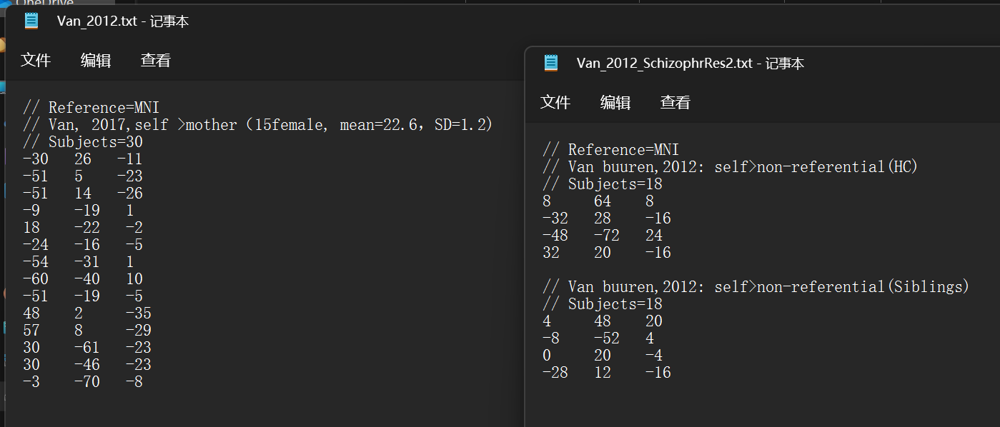 OneDrive
Van_2012.txt - 记事本
文件 编辑 查看
// Reference=MNI
// Van, 2017,self >mother (15female, mean=22.6, SD=1.2)
// Subjects=30
-30 26 -11
-51 5 -23
-51 14 -26
-9 -19 1
18 -22 -2
-24 -16 -5
-54 -31 1
-60 -40 10
-51 -19 -5
48 2 -35
57 8 -29
30 -61 -23
30 -46 -23
-3 -70 -8
Van_2012_SchizophrRes2.txt - 记事本
文件 编辑 查看
// Reference=MNI
// Van buuren,2012: self>non-referential(HC)
// Subjects=18
8 64 8
-32 28 -16
-48 -72 24
32 20 -16
// Van buuren,2012: self>non-referential(Siblings)
// Subjects=18
4 48 20
-8 -52 4
0 20 -4
-28 12 -16